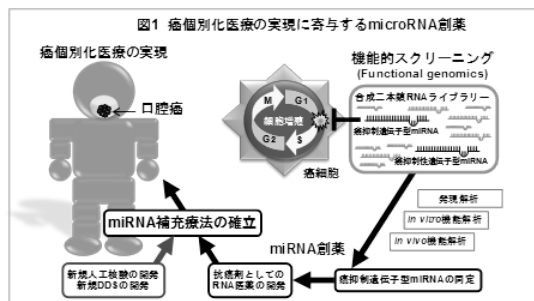 図1 癌個別化医療の実現に寄与するmicroRNA創薬
癌個別化医療の実現
口腔癌
M
G1
細胞増殖
G2
S
癌細胞
機能的スクリーニング
(Functional genomics)
合成二本鎖RNAライブラリー
癌抑制遺伝子型miRNA
癌抑制性遺伝子型miRNA
発現解析
in vitro機能解析
in vivo機能解析
miRNA補充療法の確立
miRNA創薬
新規人工核酸の開発
新規DDSの開発
抗癌剤としての
RNA医薬の開発
癌抑制遺伝子型miRNAの同定